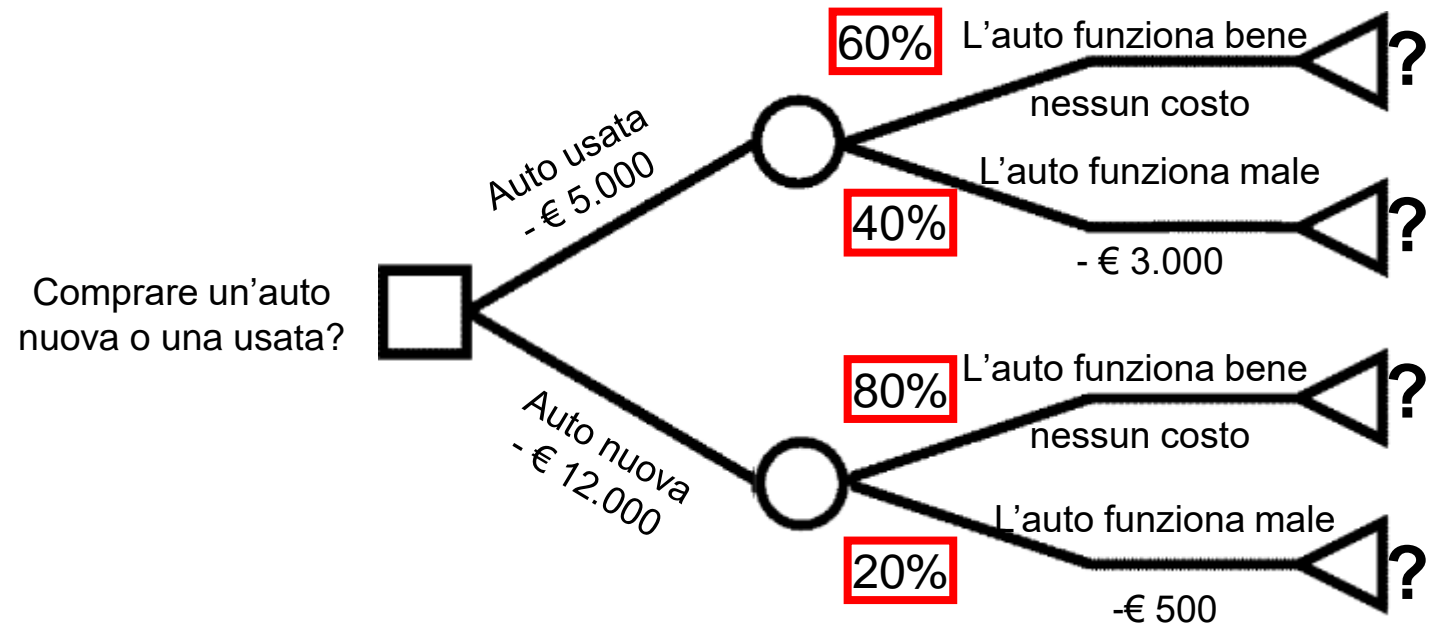 60%
L'auto funziona bene
?
nessun costo
Auto usata
- € 5.000
L'auto funziona male
?
40%
- € 3.000
Comprare un'auto
nuova o una usata?
80%
L'auto funziona bene
?
nessun costo
Auto nuova
- € 12.000
L'auto funziona male
?
20%
-€ 500